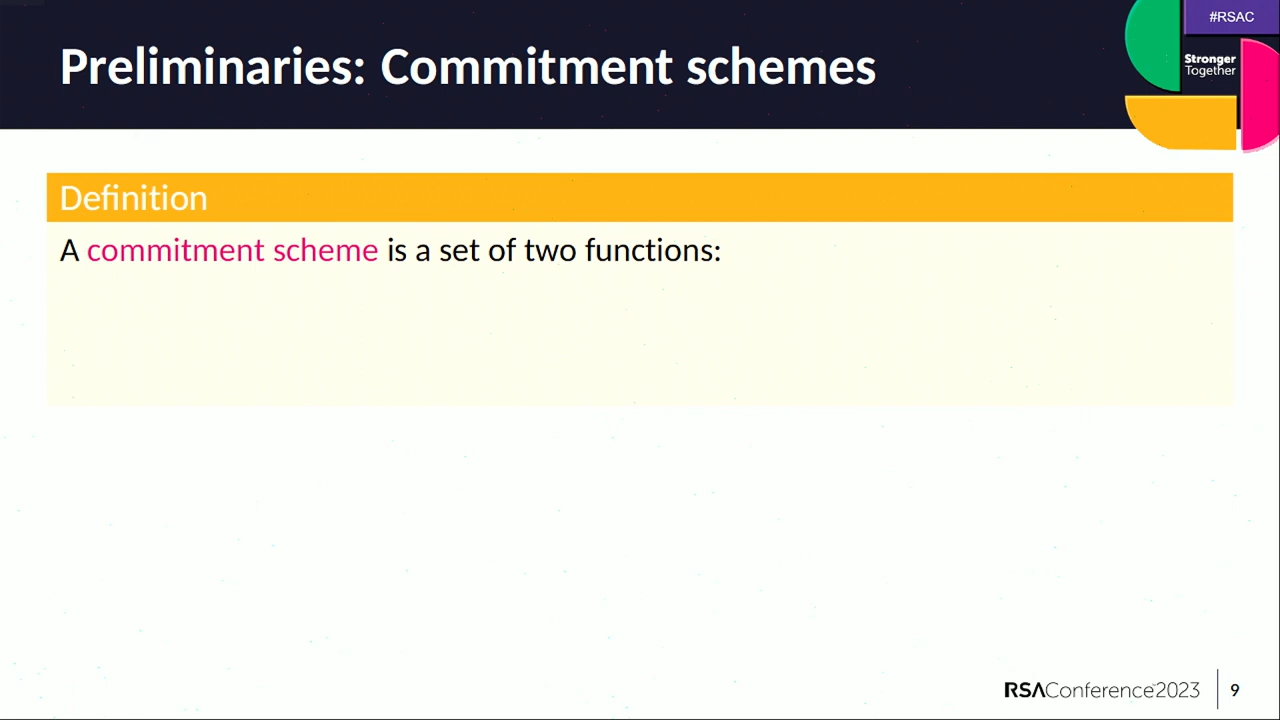 #RSAC
Preliminaries: Commitment schemes
Stronger
Together
Definition
A commitment scheme is a set of two functions:
RSAConference2023
9